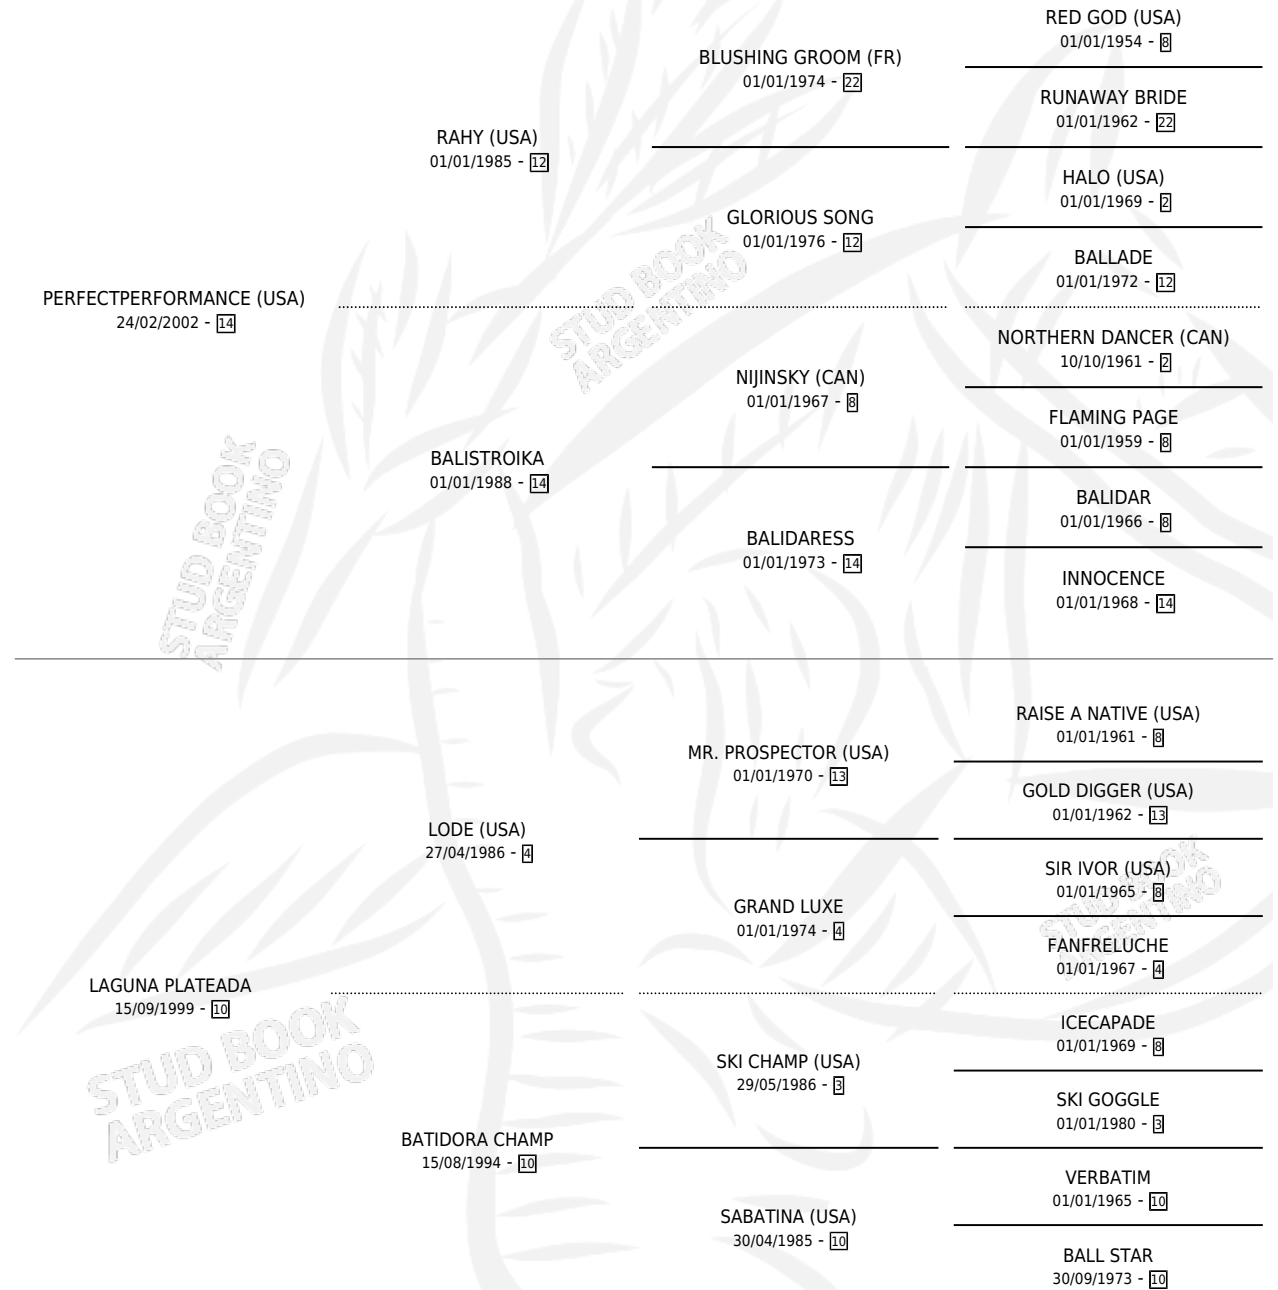 RED GOD (USA)
01/01/1954 - 8
BLUSHING GROOM (FR)
01/01/1974 - 22
RUNAWAY BRIDE
01/01/1962 - 22
RAHY (USA)
01/01/1985 - 12
HALO (USA)
01/01/1969 - 2
GLORIOUS SONG
01/01/1976 - 12
BALLADE
01/01/1972 - 12
PERFECTPERFORMANCE (USA)
24/02/2002 - 14
NORTHERN DANCER (CAN)
10/10/1961 - 2
NIJINSKY (CAN)
01/01/1967 - 8
FLAMING PAGE
01/01/1959 - 8
BALISTROIKA
01/01/1988 - 14
BALIDAR
01/01/1966 - 8
BALIDARESS
01/01/1973 - 14
INNOCENCE
01/01/1968 - 14
STUD BOOK
ARGENTINO
STUD BOOK
ARGENTINO
RAISE A NATIVE (USA)
01/01/1961 - 8
MR. PROSPECTOR (USA)
01/01/1970 - 13
GOLD DIGGER (USA)
01/01/1962 - 13
LODE (USA)
27/04/1986 - 4
SIR IVOR (USA)
01/01/1965 - 8
GRAND LUXE
01/01/1974 - 4
FANFRELUCHE
01/01/1967 - 4
LAGUNA PLATEADA
15/09/1999 - 10
ICECAPADE
01/01/1969 - 8
SKI CHAMP (USA)
29/05/1986 - 3
SKI GOGGLE
01/01/1980 - 3
BATIDORA CHAMP
15/08/1994 - 10
VERBATIM
01/01/1965 - 10
SABATINA (USA)
30/04/1985 - 10
BALL STAR
30/09/1973 - 10
STUD BOOK
ARGENTINO
STUD BOOK
ARGENTINO